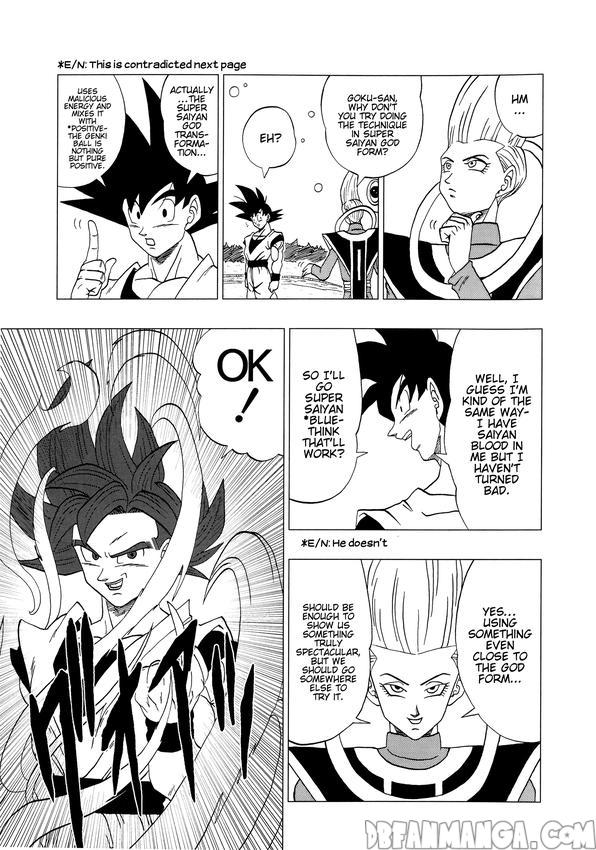 *E/N: This is contradicted next page
HM
...
GOKU-SAN,
WHY DON'T
YOU TRY DOING
THE TECHNIQUE
IN SUPER
SAIYAN GOD
FORM?
EH?
ACTUALLY
...THE
SUPER
SAIYAN
GOD
TRANS-
FORMA-
TION...
USES
MALICIOUS
ENERGY AND
MIXES IT
WITH
*POSITIVE-
THE GENKI
BALL IS
NOTHING
BUT PURE
POSITIVE.
WELL, I
GUESS I'M
KIND OF THE
SAME WAY-
I HAVE
SAIYAN
BLOOD IN
ME BUT I
HAVEN'T
TURNED
BAD.
SO I'LL
GO
SUPER
SAIYAN
*BLUE-
THINK
THAT'LL
WORK?
*E/N: He doesn't
YES...
USING
SOMETHING
EVEN
CLOSE TO
THE GOD
FORM...
SHOULD BE
ENOUGH TO
SHOW US
SOMETHING
TRULY
SPECTACULAR,
BUT WE
SHOULD GO
SOMEWHERE
ELSE TO
TRY IT.
OK
!
DBFANMANGA.COM